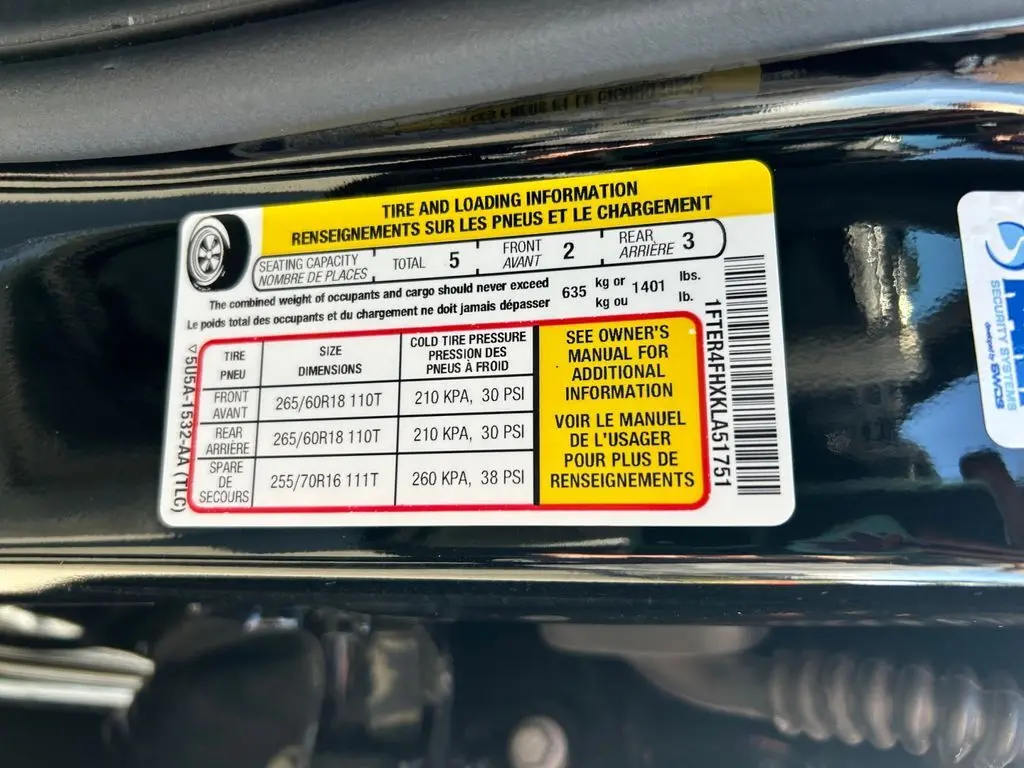 TIRE AND LOADING INFORMATION
RENSEIGNEMENTS SUR LES PNEUS ET LE CHARGEMENT
SEATING CAPACITY
NOMBRE DE PLACES
TOTAL 5
FRONT
AVANT
2
REAR
ARRIÈRE
3
The combined weight of occupants and cargo should never exceed
Le poids total des occupants et du chargement ne doit jamais dépasser
635
kg or
kg ou
1401
lbs.
lb.
TIRE
PNEU
SIZE
DIMENSIONS
COLD TIRE PRESSURE
PRESSION DES
PNEUS À FROID
FRONT
AVANT
265/60R18 110T
210 KPA, 30 PSI
REAR
ARRIÈRE
265/60R18 110T
210 KPA, 30 PSI
SPARE
DE
SECOURS
255/70R16 111T
260 KPA, 38 PSI
SEE OWNER'S
MANUAL FOR
ADDITIONAL
INFORMATION
VOIR LE MANUEL
DE L'USAGER
POUR PLUS DE
RENSEIGNEMENTS
5U5A-1532-AA (TLC)
1FTER4FHXKLA51751
SECURITY SYSTEMS
developed by SWDS